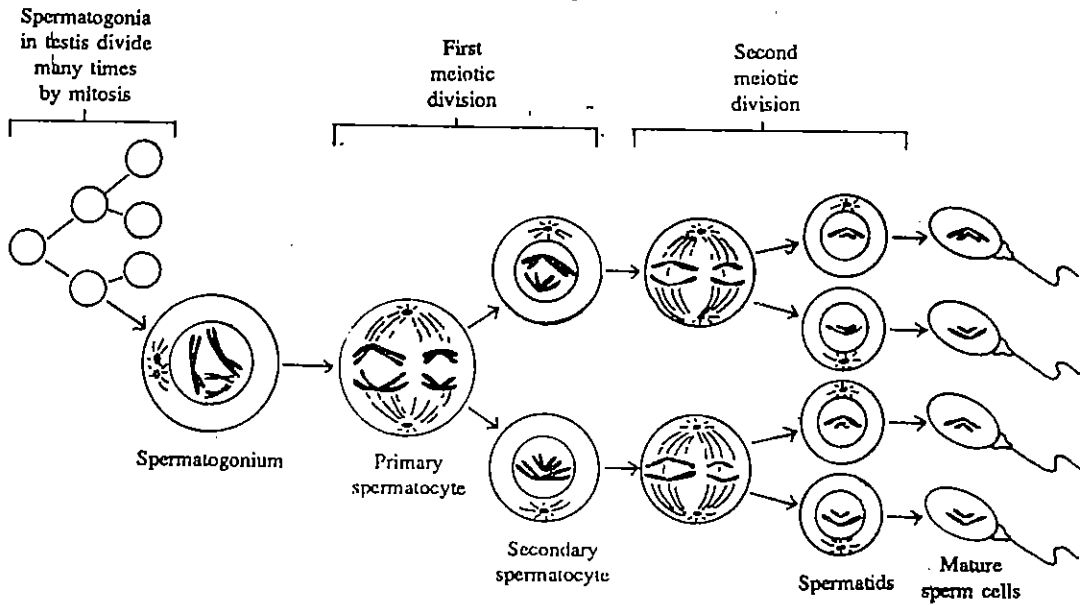 Spermatogonia
in testis divide
many times
by mitosis
First
meiotic
division
Second
meiotic
division
Spermatogonium
Primary
spermatocyte
Secondary
spermatocyte
Spermatids
Mature
sperm cells